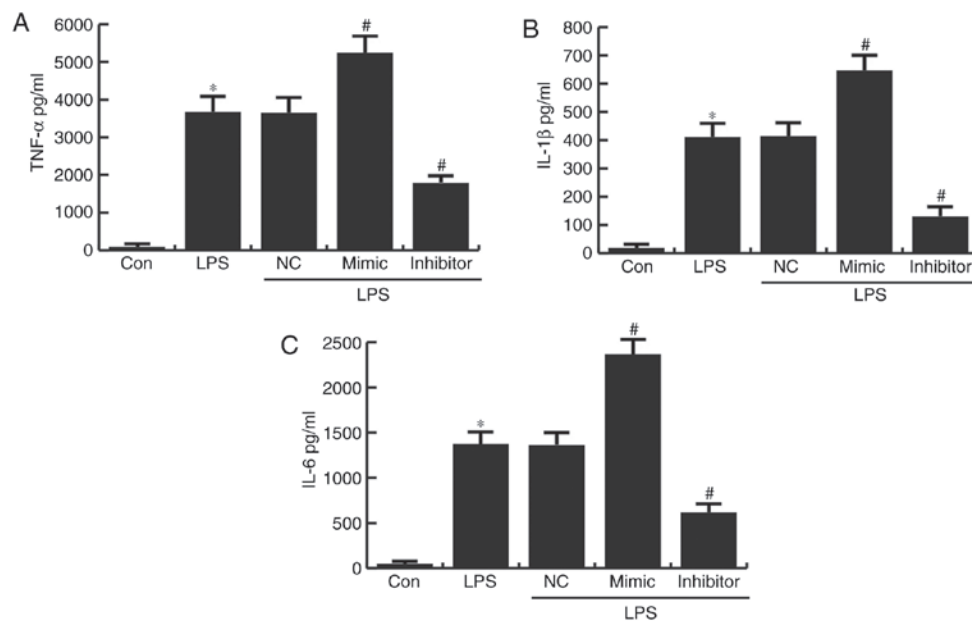 A
TNF-α pg/ml
6000
5000
4000
3000
2000
1000
0
*
#
#
Con LPS NC Mimic Inhibitor
LPS
B
IL-1β pg/ml
800
700
600
500
400
300
200
100
0
*
#
#
Con LPS NC Mimic Inhibitor
LPS
C
IL-6 pg/ml
2500
2000
1500
1000
500
0
*
#
#
Con LPS NC Mimic Inhibitor
LPS